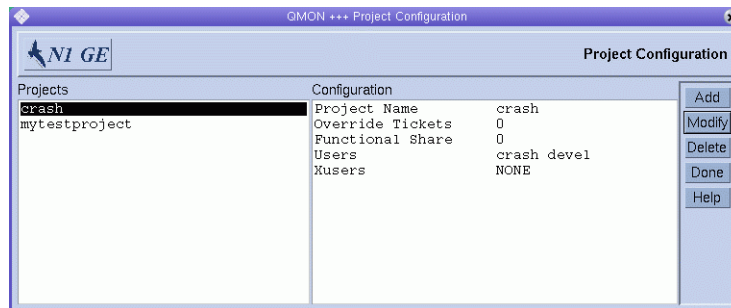 QMON +++ Project Configuration
N1 GE
Project Configuration
Projects
crash
mytestproject
Configuration
Project Name crash
Override Tickets 0
Functional Share 0
Users crash devel
Xusers NONE
Add
Modify
Delete
Done
Help